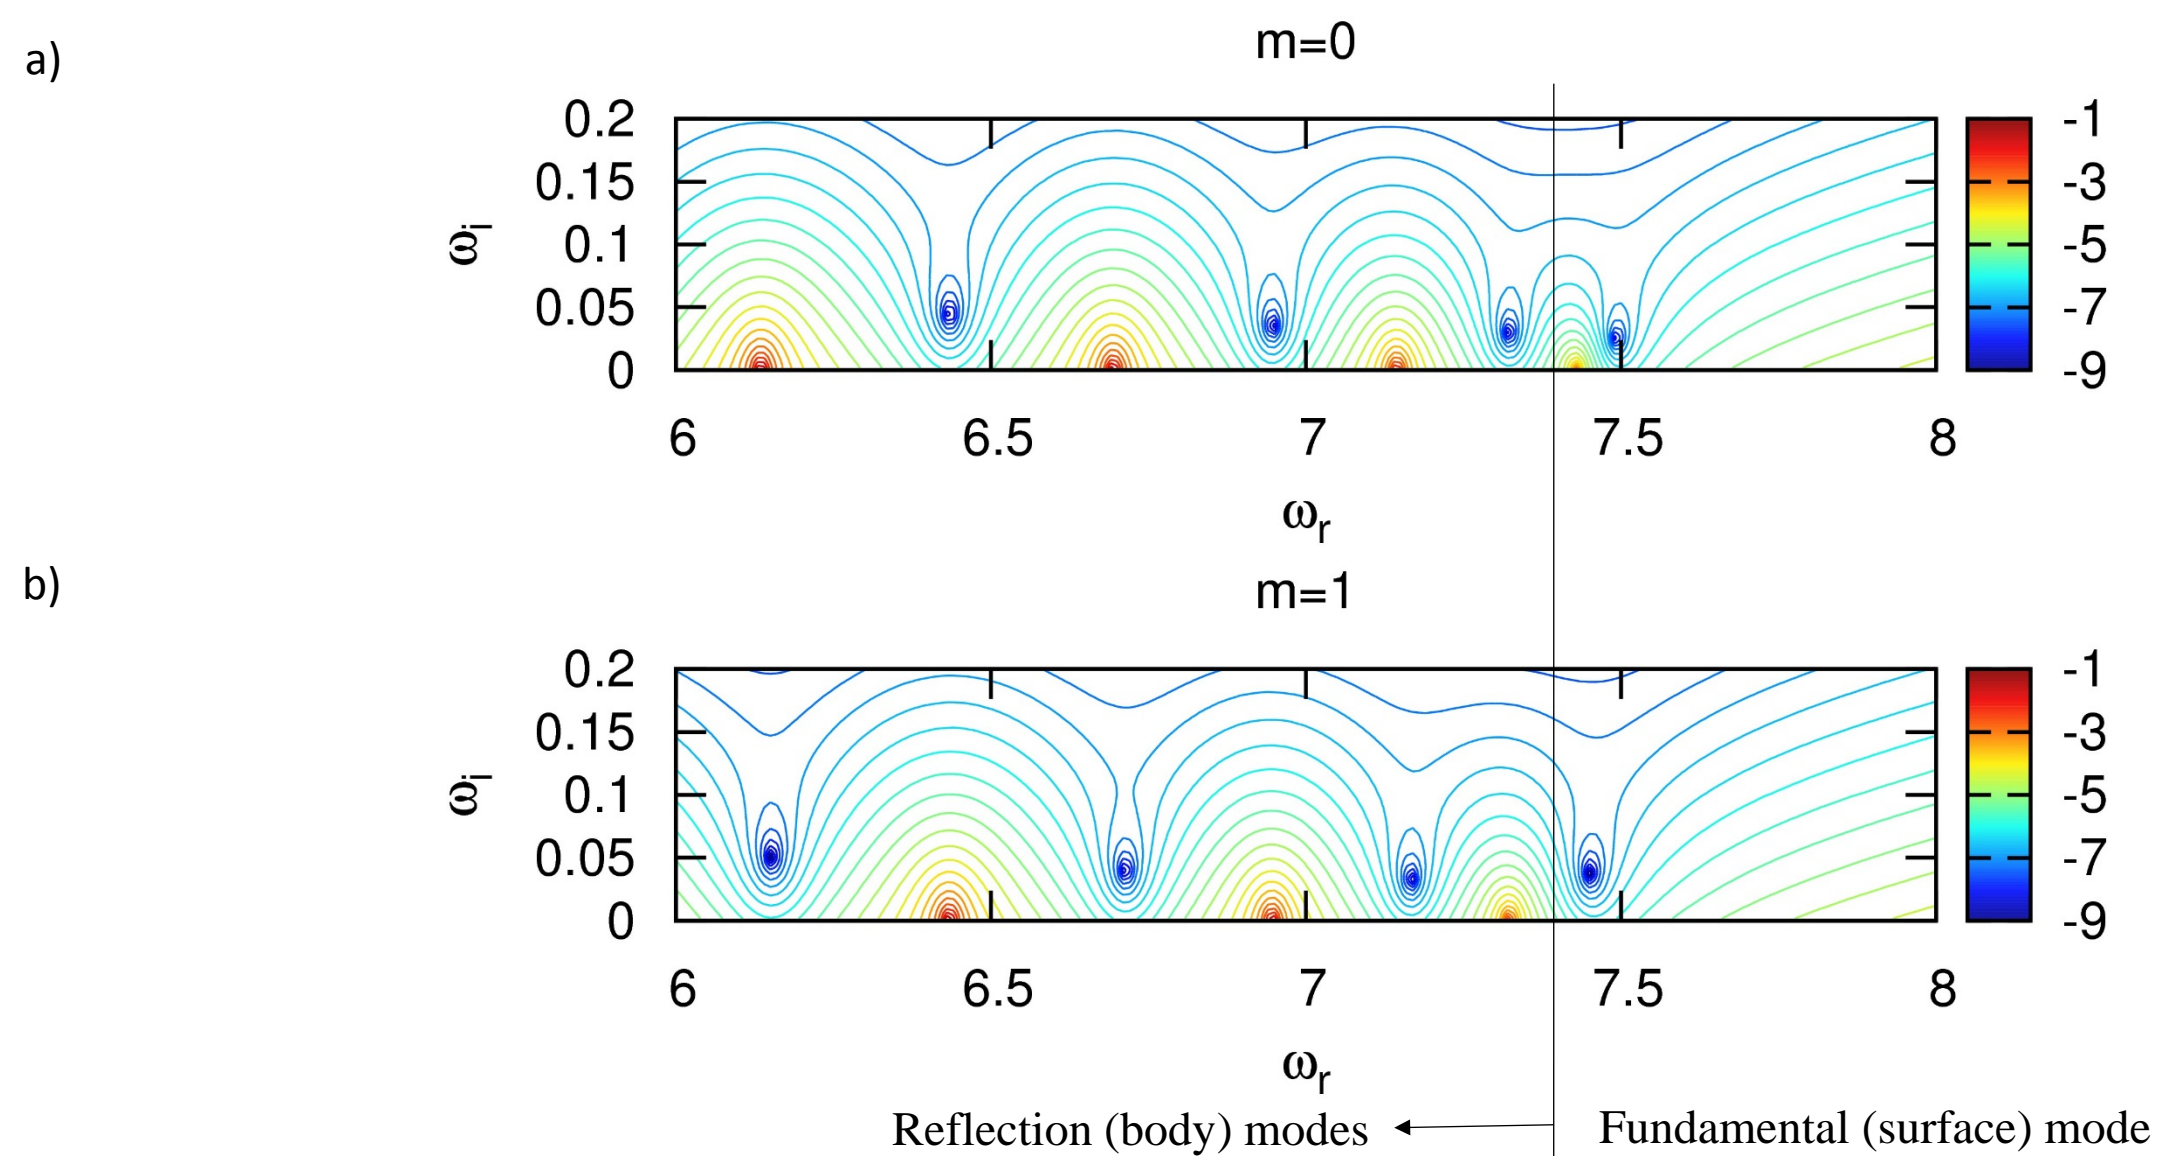 a)
m=0
ωi
0.2
0.15
0.1
0.05
0
6 6.5 7 7.5 8
ωr
-1
-3
-5
-7
-9
b)
m=1
ωi
0.2
0.15
0.1
0.05
0
6 6.5 7 7.5 8
ωr
-1
-3
-5
-7
-9
Reflection (body) modes Fundamental (surface) mode